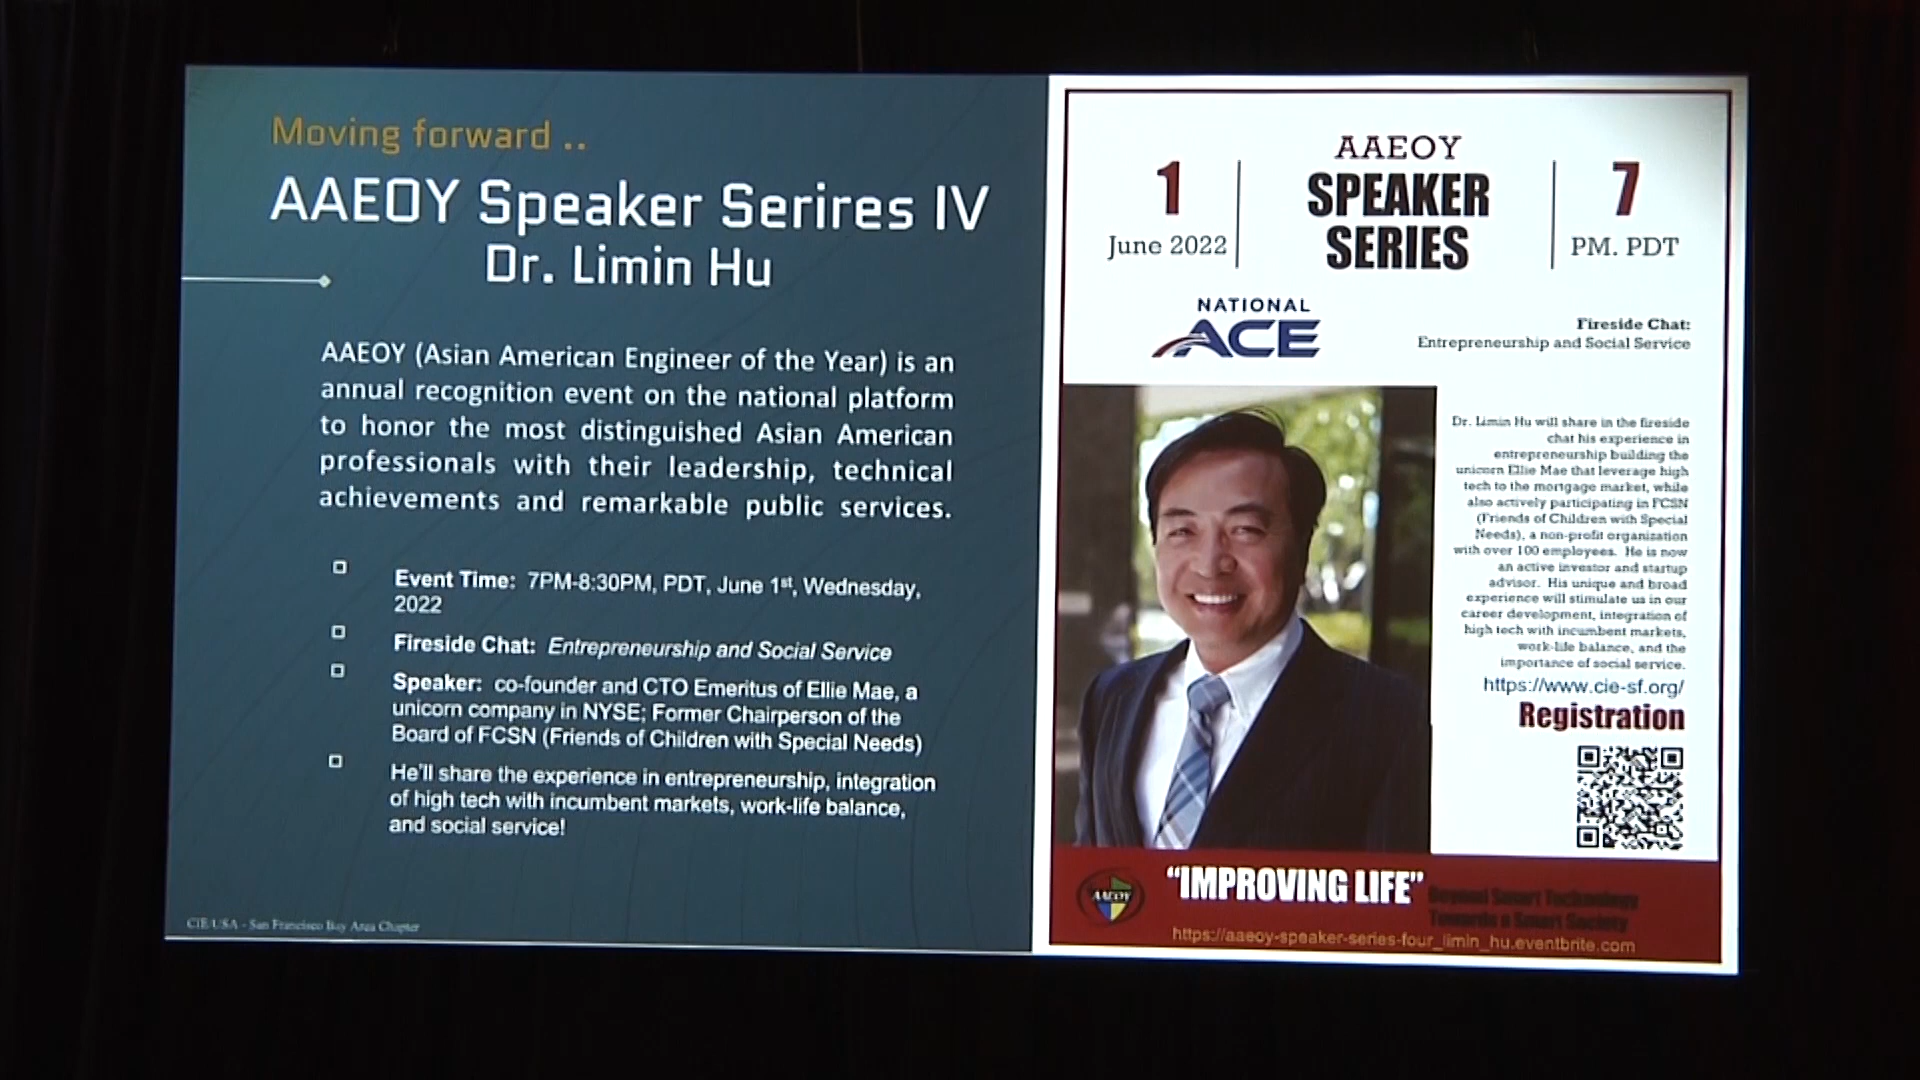 Moving forward ..
AAEOY Speaker Serires IV
Dr. Limin Hu
AAEOY (Asian American Engineer of the Year) is an
annual recognition event on the national platform
to honor the most distinguished Asian American
professionals with their leadership, technical
achievements and remarkable public services.
Event Time: 7PM-8:30PM, PDT, June 1st, Wednesday,
2022
Fireside Chat: Entrepreneurship and Social Service
Speaker: co-founder and CTO Emeritus of Ellie Mae, a
unicorn company in NYSE; Former Chairperson of the
Board of FCSN (Friends of Children with Special Needs)
He'll share the experience in entrepreneurship, integration
of high tech with incumbent markets, work-life balance,
and social service!
CIE/USA - San Francisco Bay Area Chapter
1
June 2022
AAEOY
SPEAKER
SERIES
7
PM. PDT
NATIONAL
ACE
Fireside Chat:
Entrepreneurship and Social Service
Dr. Limin Hu will share in the fireside
chat his experience in
entrepreneurship building the
unicorn Ellie Mae that leverage high
tech to the mortgage market, while
also actively participating in FCSN
(Friends of Children with Special
Needs), a non-profit organization
with over 100 employees. He is now
an active investor and startup
advisor. His unique and broad
experience will stimulate us in our
career development, integration of
high tech with incumbent markets,
work-life balance, and the
importance of social service.
https://www.cie-sf.org/
Registration
AAEOY
“IMPROVING LIFE”
Beyond Smart Technology
Towards a Smart Society
https://aaeoy-speaker-series-four_limin_hu.eventbrite.com